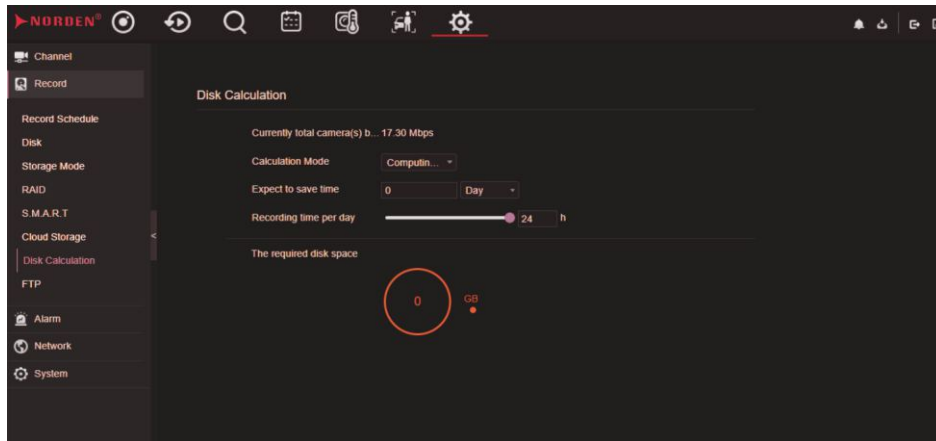 NORDEN®
Channel
Record
Record Schedule
Disk
Storage Mode
RAID
S.M.A.R.T
Cloud Storage
Disk Calculation
FTP
Alarm
Network
System
<
Disk Calculation
Currently total camera(s) b... 17.30 Mbps
Calculation Mode Computin...
Expect to save time 0 Day
Recording time per day 24 h
The required disk space
0 GB